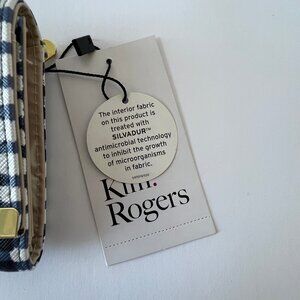 The interior fabric
on this product is
treated with
SILVADUR™
antimicrobial technology
to inhibit the growth
of microorganisms
in fabric.
Kim
Rogers